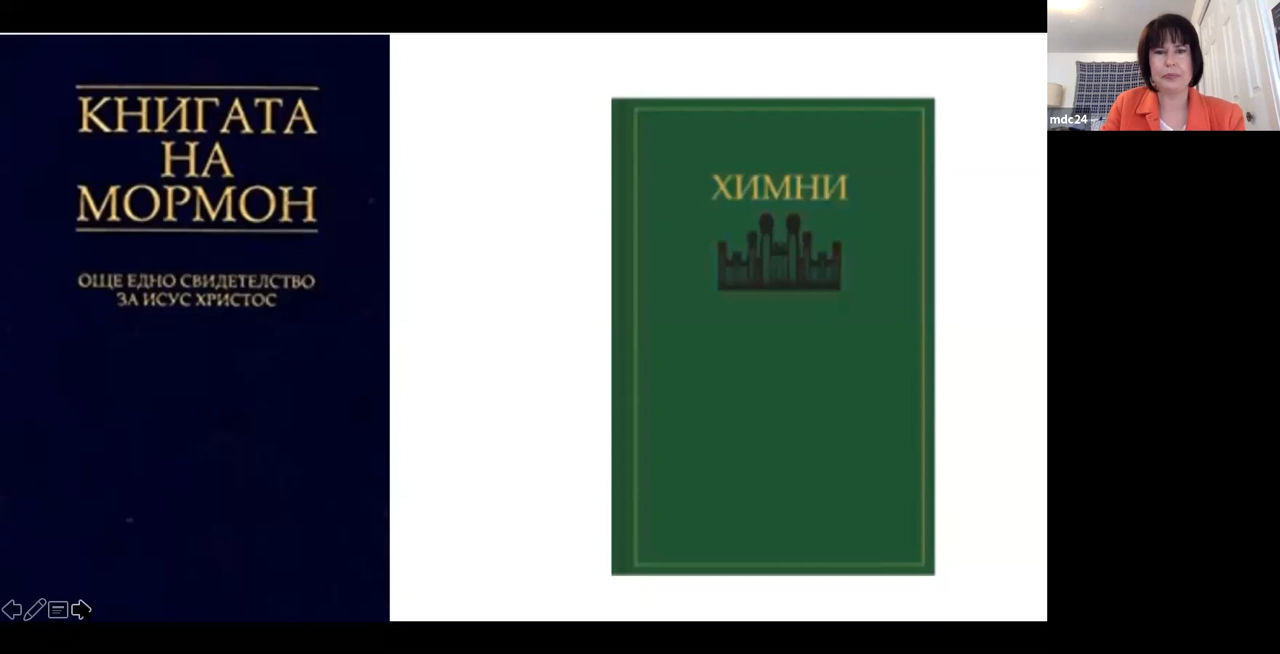 КНИГАТА
НА
МОРМОН
ОЩЕ ЕДНО СВИДЕТЕЛСТВО
ЗА ИСУС ХРИСТОС
ХИМНИ
mdc24